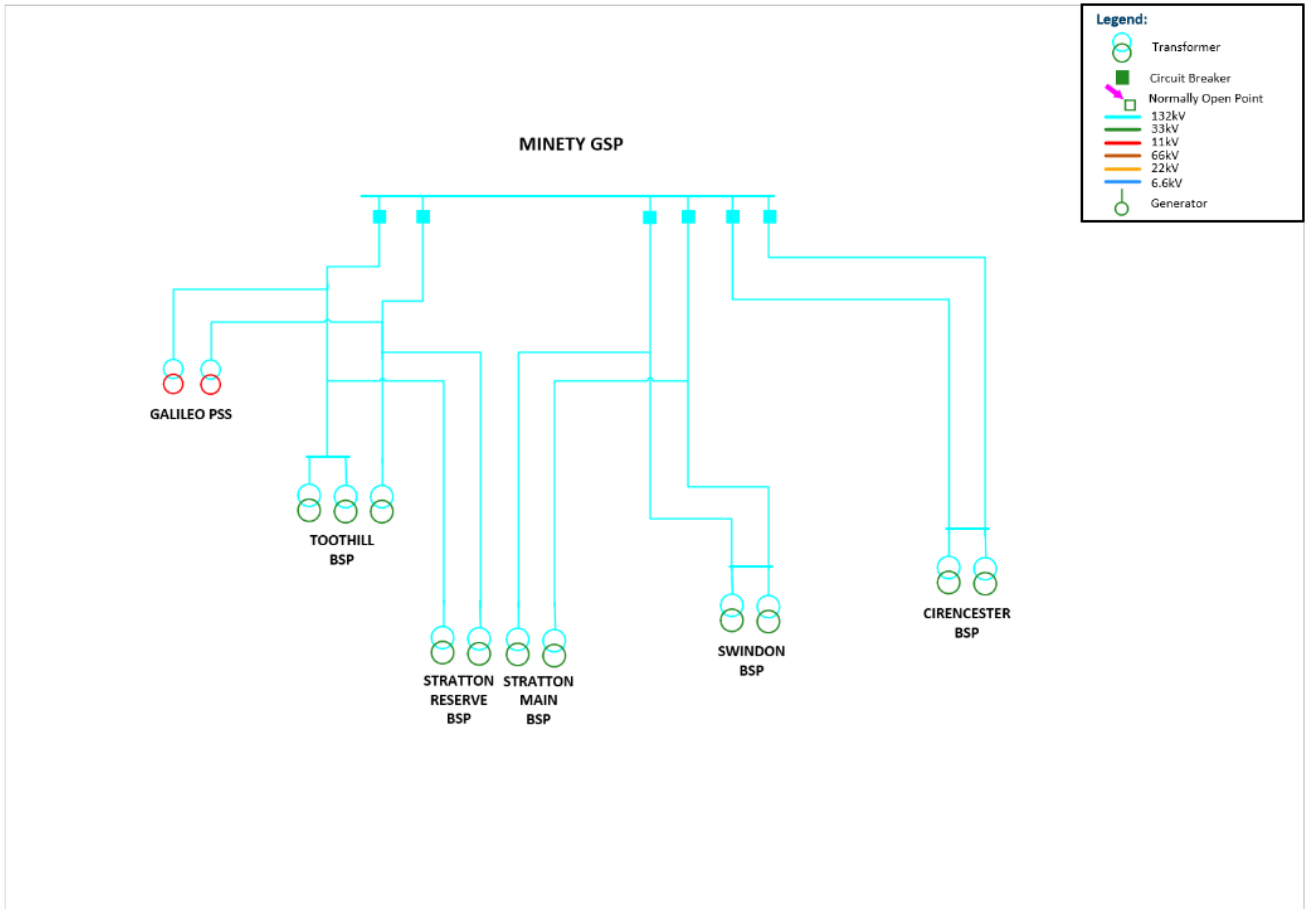 Legend:
Transformer
Circuit Breaker
Normally Open Point
132kV
33kV
11kV
66kV
22kV
6.6kV
Generator
MINETY GSP
GALILEO PSS
TOOTHILL
BSP
STRATTON
RESERVE
BSP
STRATTON
MAIN
BSP
SWINDON
BSP
CIRENCESTER
BSP